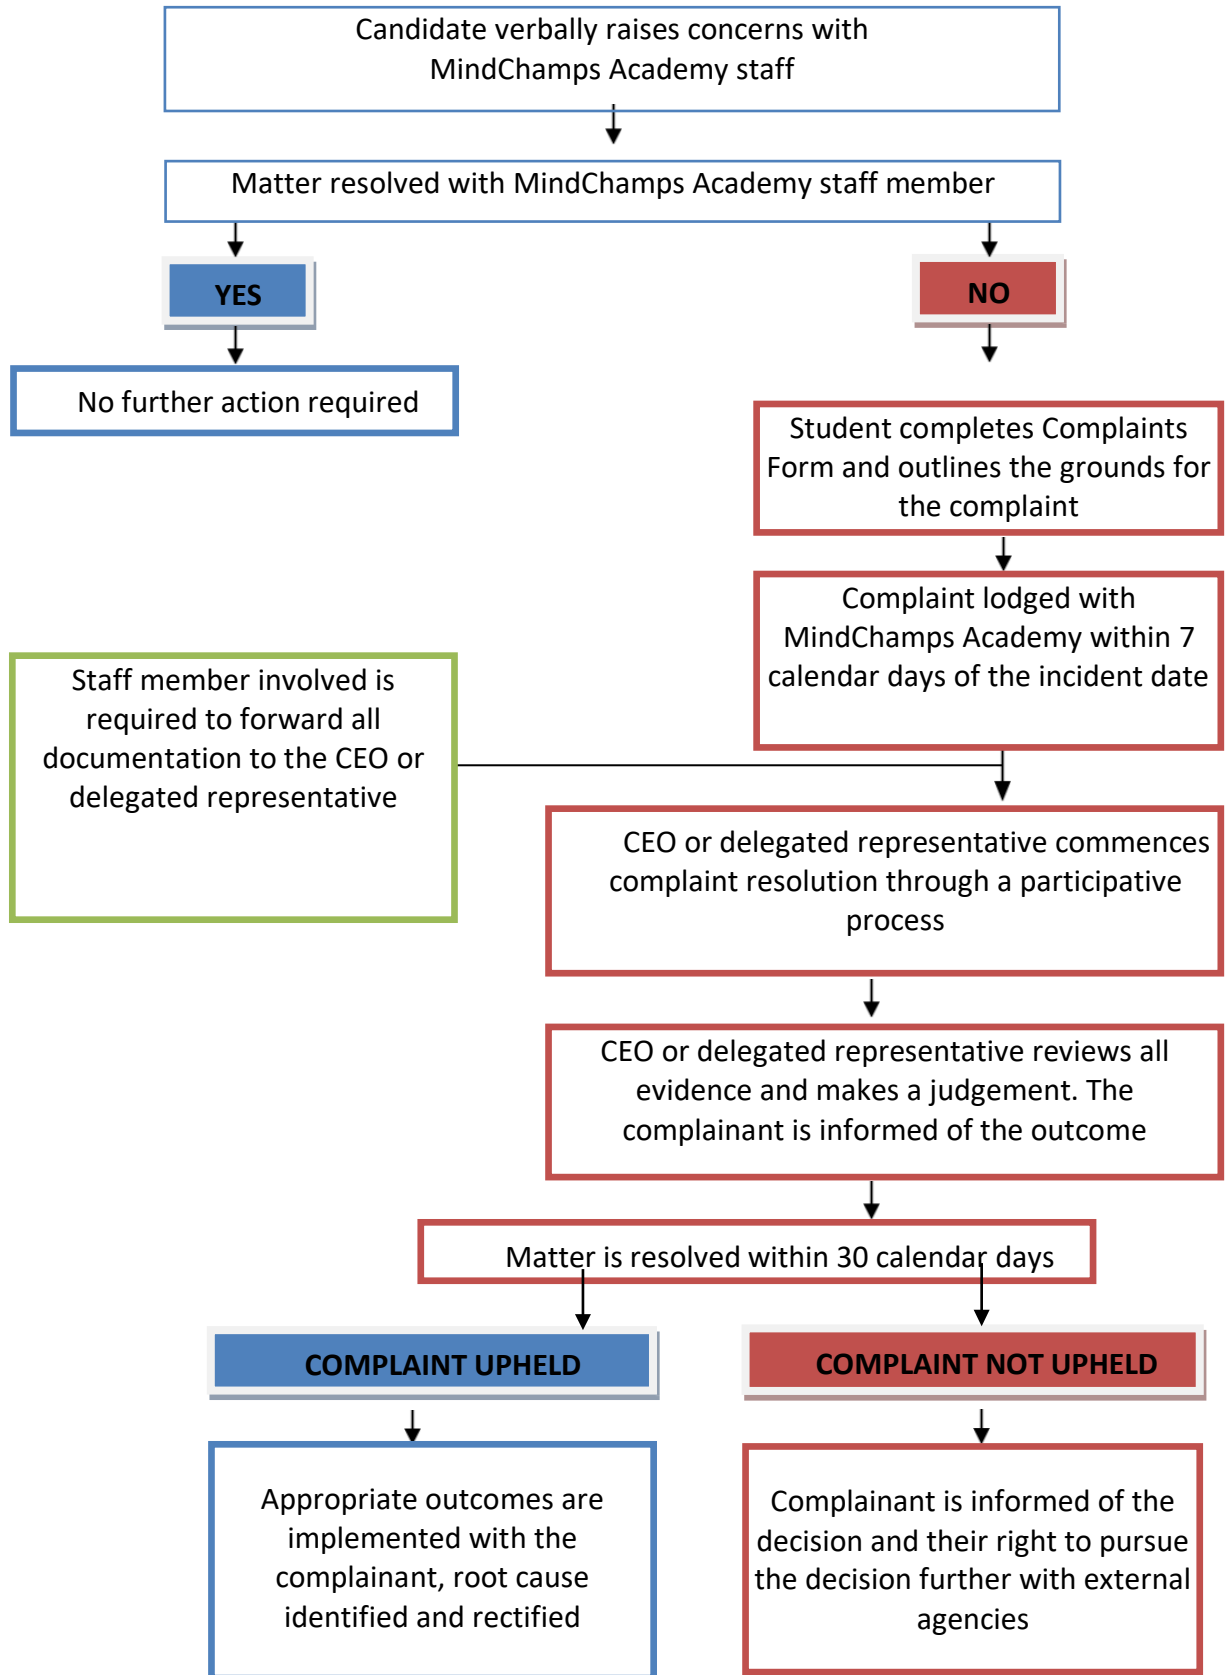 Candidate verbally raises concerns with
MindChamps Academy staff
Matter resolved with MindChamps Academy staff member
YES
NO
No further action required
Student completes Complaints
Form and outlines the grounds for
the complaint
Complaint lodged with
MindChamps Academy within 7
calendar days of the incident date
Staff member involved is
required to forward all
documentation to the CEO or
delegated representative
CEO or delegated representative commences
complaint resolution through a participative
process
CEO or delegated representative reviews all
evidence and makes a judgement. The
complainant is informed of the outcome
Matter is resolved within 30 calendar days
COMPLAINT UPHELD
COMPLAINT NOT UPHELD
Appropriate outcomes are
implemented with the
complainant, root cause
identified and rectified
Complainant is informed of the
decision and their right to pursue
the decision further with external
agencies